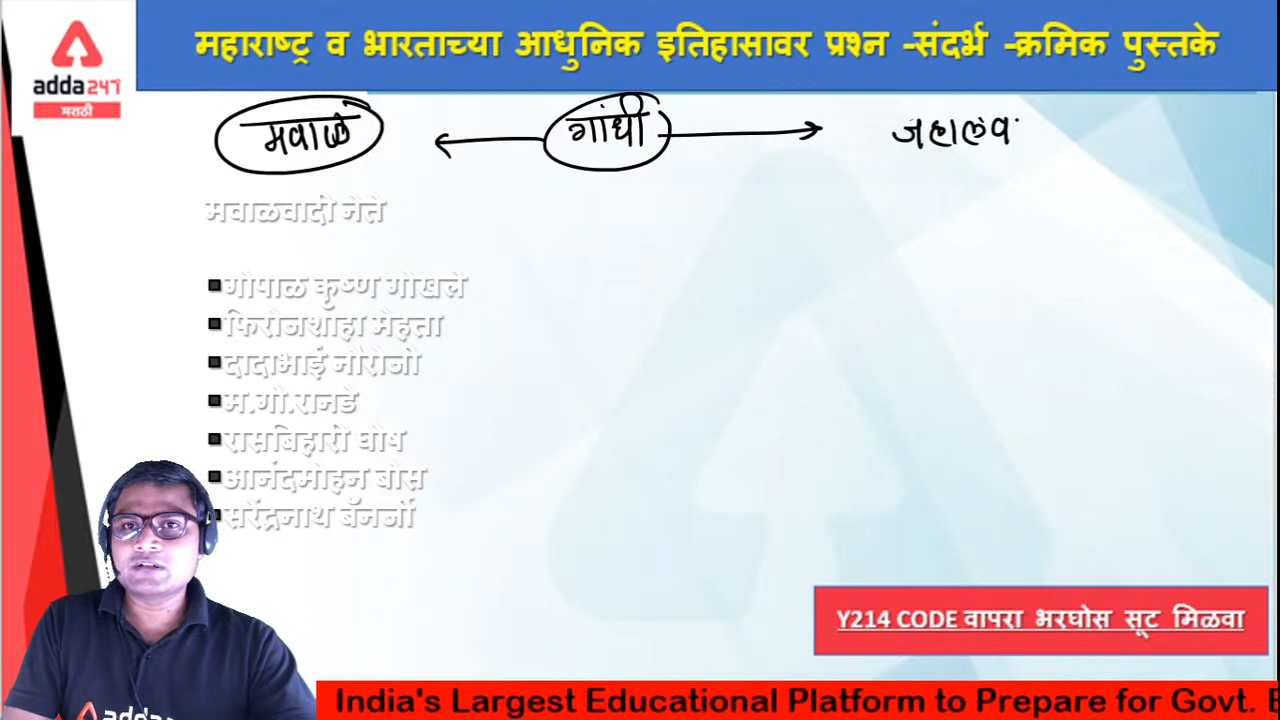 महाराष्ट्र व भारताच्या आधुनिक इतिहासावर प्रश्न -संदर्भ -क्रमिक पुस्तके
adda247
मराठी
मवाळ गांधी जहालव
मवाळवादी नेते
गोपाळ कृष्ण गोखले
फिरोजशाहा मेहता
दादाभाई नौरोजी
म.गो.रानडे
रासबिहारी घोष
आनंदमोहन बोस
सरेंद्रनाथ बॅनर्जी
Y214 CODE वापरा भरघोस सूट मिळवा
India's Largest Educational Platform to Prepare for Govt. E